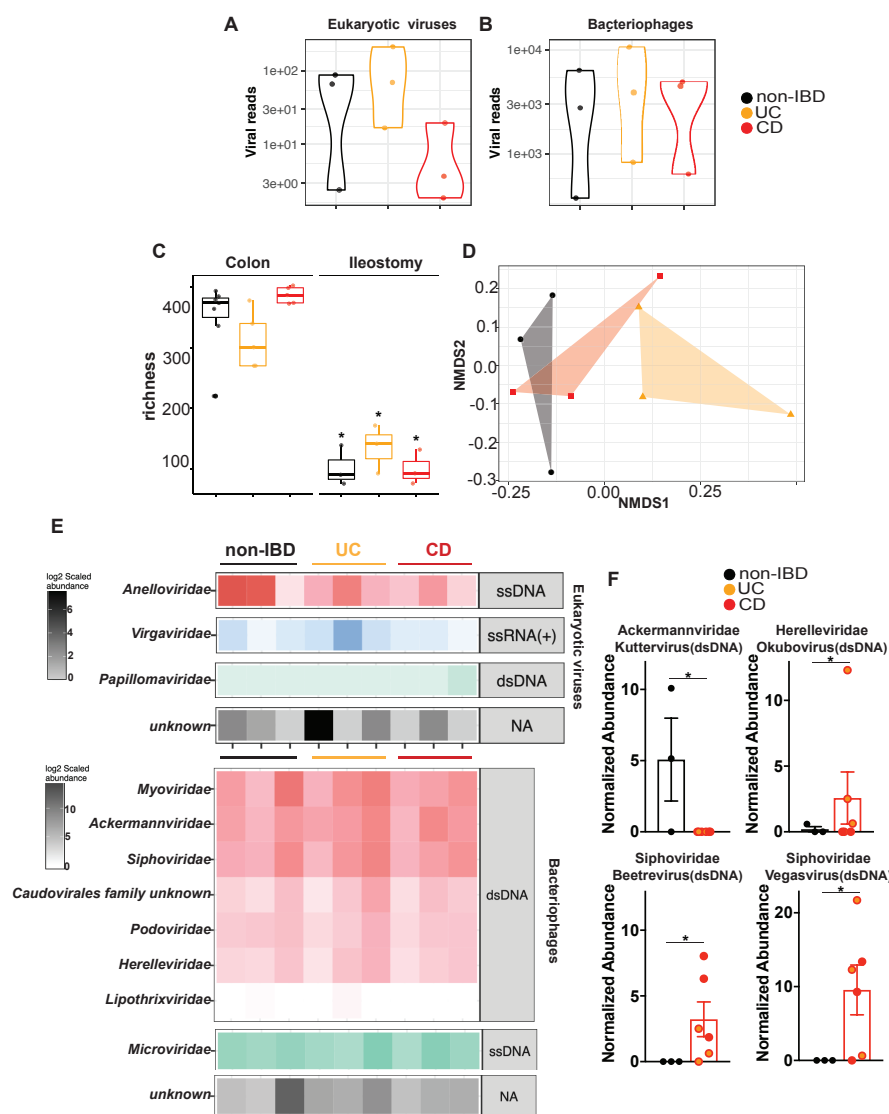 A
Eukaryotic viruses
Viral reads
1e+02
3e+01
1e+01
3e+00
B
Bacteriophages
Viral reads
1e+04
3e+03
1e+03
non-IBD
UC
CD
C
Colon
Ileostomy
richness
400
300
200
100
*
*
*
D
NMDS2
0.2
0.1
0.0
-0.1
-0.2
-0.3
-0.25
0.00
0.25
NMDS1
E
non-IBD
UC
CD
log2 Scaled
abundance
6
4
2
0
Anelloviridae
ssDNA
Virgaviridae
ssRNA(+)
Papillomaviridae
dsDNA
unknown
NA
Eukaryotic viruses
log2 Scaled
abundance
10
5
0
Myoviridae
Ackermannviridae
Siphoviridae
Caudovirales family unknown
Podoviridae
Herelleviridae
Lipothrixviridae
dsDNA
Microviridae
ssDNA
unknown
NA
Bacteriophages
F
non-IBD
UC
CD
Ackermannviridae
Kuttervirus(dsDNA)
Normalized Abundance
10
5
0
*
Herelleviridae
Okubovirus(dsDNA)
Normalized Abundance
10
5
0
*
Siphoviridae
Beetrevirus(dsDNA)
Normalized Abundance
10
5
0
*
Siphoviridae
Vegasvirus(dsDNA)
Normalized Abundance
20
10
0
*